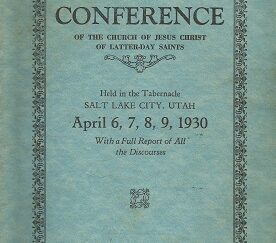 CONFERENCE
OF THE CHURCH OF JESUS CHRIST
OF LATTER-DAY SAINTS
Held in the Tabernacle
SALT LAKE CITY, UTAH
April 6, 7, 8, 9, 1930
With a Full Report of All
the Discourses